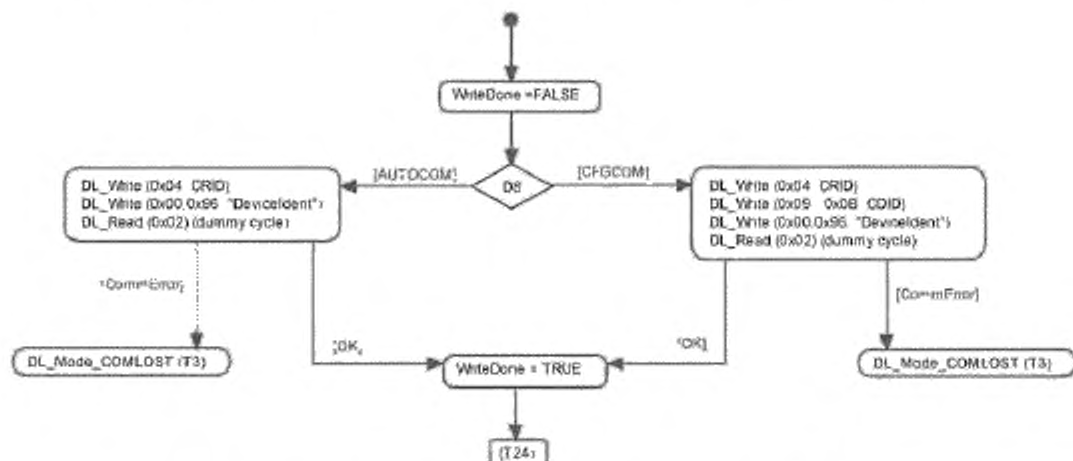 WriteDone =FALSE
[AUTOCOM]
D6
[CFGCOM]
DL_Write (0x04 CRID)
DL_Write (0x00,0x96 "DeviceIdent")
DL_Read (0x02) (dummy cycle)
DL_Write (0x04 CRID)
DL_Write (0x09 0x0B CDID)
DL_Write (0x00,0x96 "DeviceIdent")
DL_Read (0x02) (dummy cycle)
[CommError]
[CommError]
DL_Mode_COMLOST (T3)
[OK]
[OK]
DL_Mode_COMLOST (T3)
WriteDone = TRUE
(T24)